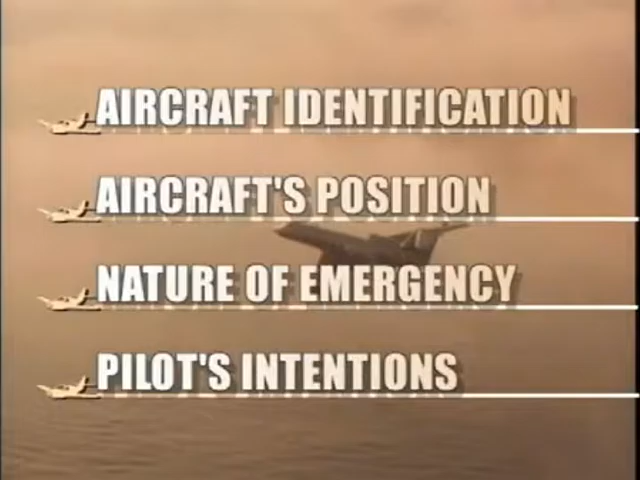 AIRCRAFT IDENTIFICATION
AIRCRAFT'S POSITION
NATURE OF EMERGENCY
PILOT'S INTENTIONS